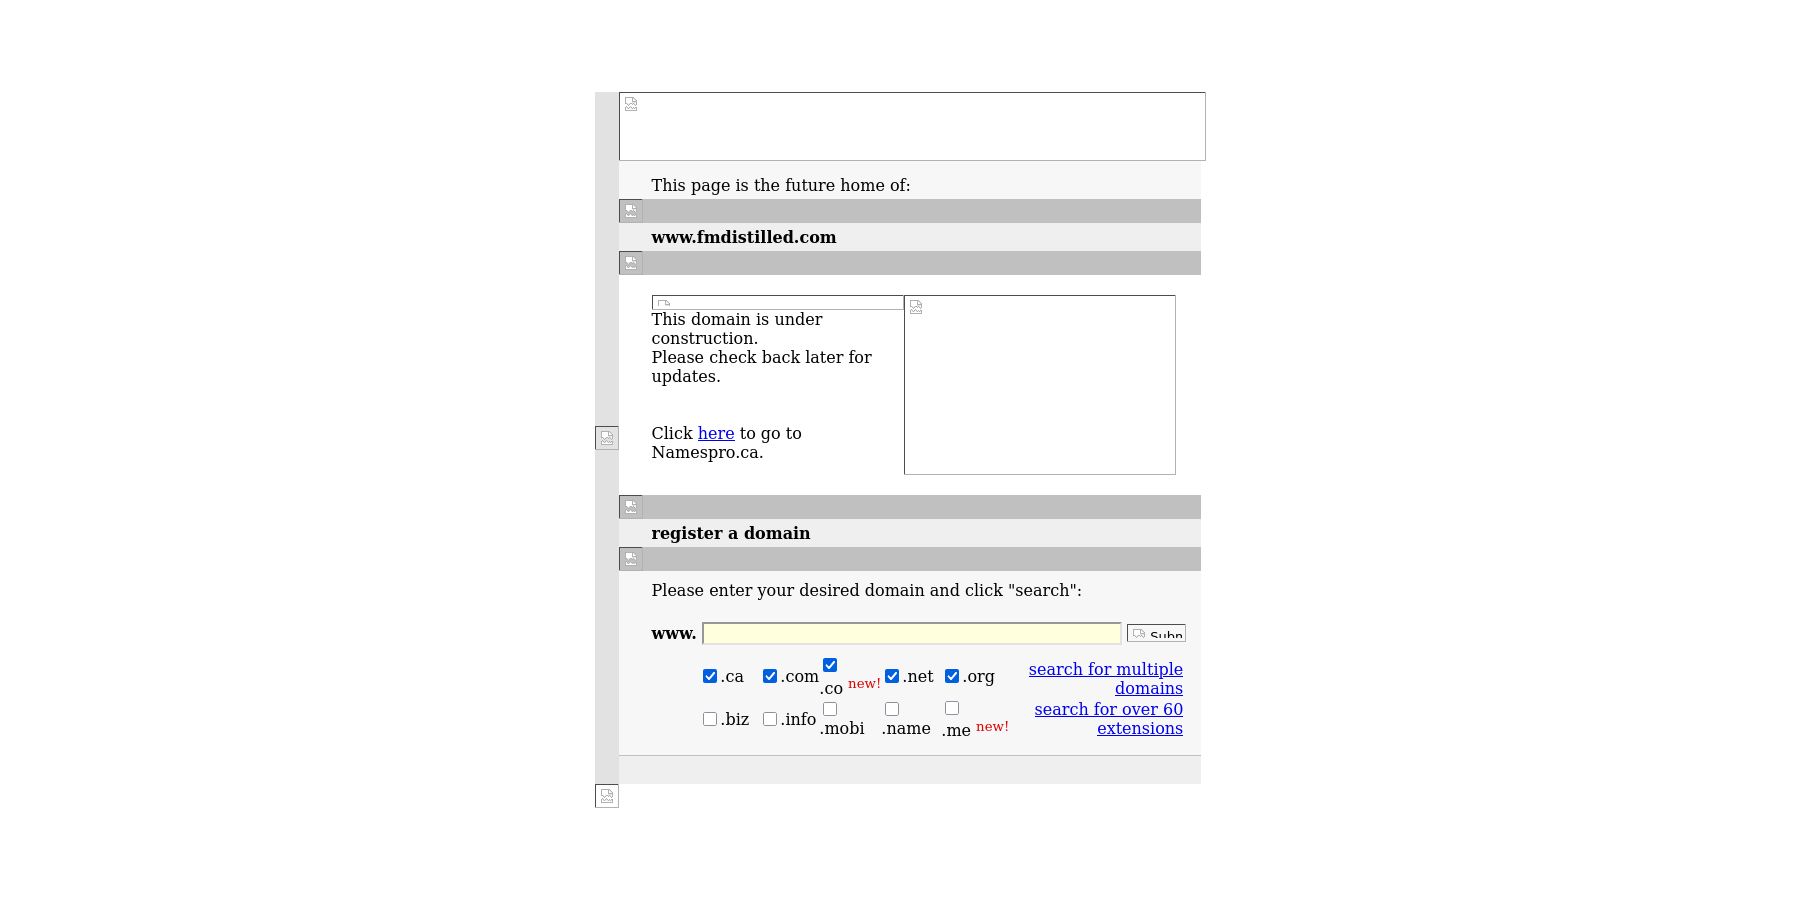 This page is the future home of:
www.fmdistilled.com
This domain is under
construction.
Please check back later for
updates.
Click here to go to
Namespro.ca.
register a domain
Please enter your desired domain and click "search":
www.
.ca .com .co new! .net .org
search for multiple
domains
.biz .info .mobi .name .me new!
search for over 60
extensions